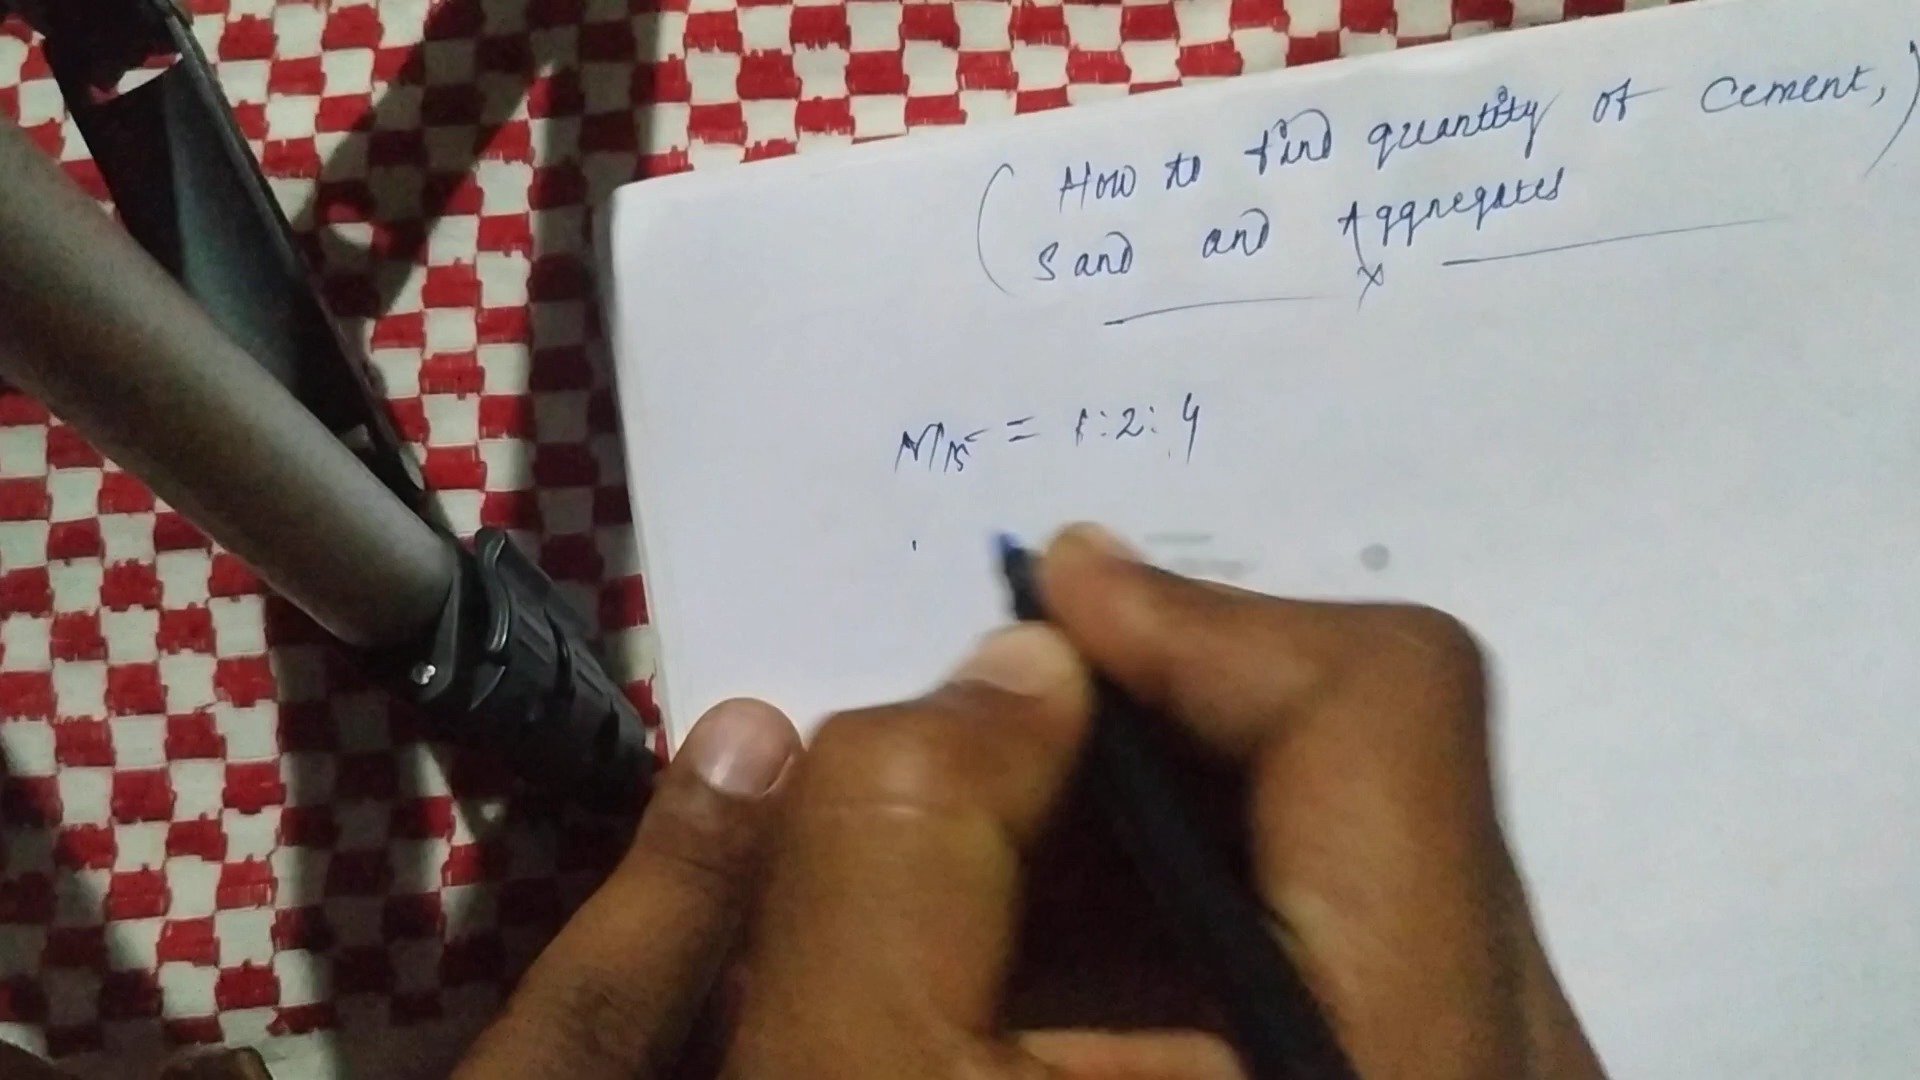 ( How to find quantity of Cement, )
Sand and Aggregates
x
M15 = 1:2:4